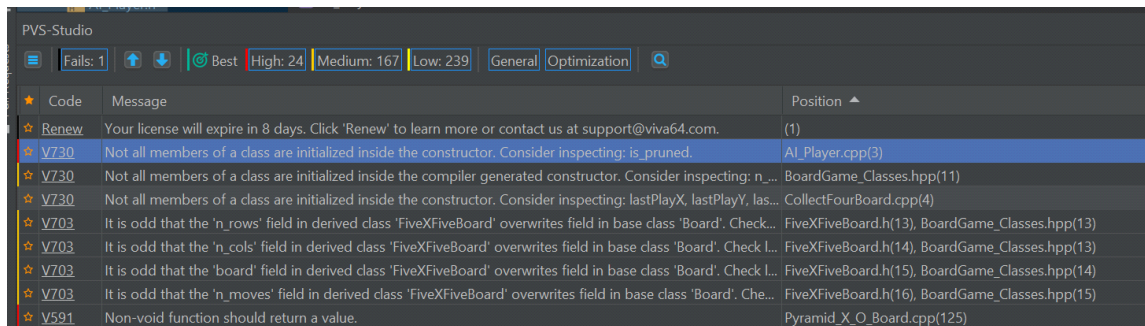 PVS-Studio
Fails: 1 Best High: 24 Medium: 167 Low: 239 General Optimization
Code Message Position
Renew Your license will expire in 8 days. Click 'Renew' to learn more or contact us at support@viva64.com. (1)
V730 Not all members of a class are initialized inside the constructor. Consider inspecting: is_pruned. AI_Player.cpp(3)
V730 Not all members of a class are initialized inside the compiler generated constructor. Consider inspecting: n_... BoardGame_Classes.hpp(11)
V730 Not all members of a class are initialized inside the constructor. Consider inspecting: lastPlayX, lastPlayY, las... CollectFourBoard.cpp(4)
V703 It is odd that the 'n_rows' field in derived class 'FiveXFiveBoard' overwrites field in base class 'Board'. Check... FiveXFiveBoard.h(13), BoardGame_Classes.hpp(13)
V703 It is odd that the 'n_cols' field in derived class 'FiveXFiveBoard' overwrites field in base class 'Board'. Check l... FiveXFiveBoard.h(14), BoardGame_Classes.hpp(13)
V703 It is odd that the 'board' field in derived class 'FiveXFiveBoard' overwrites field in base class 'Board'. Check l... FiveXFiveBoard.h(15), BoardGame_Classes.hpp(14)
V703 It is odd that the 'n_moves' field in derived class 'FiveXFiveBoard' overwrites field in base class 'Board'. Che... FiveXFiveBoard.h(16), BoardGame_Classes.hpp(15)
V591 Non-void function should return a value. Pyramid_X_O_Board.cpp(125)